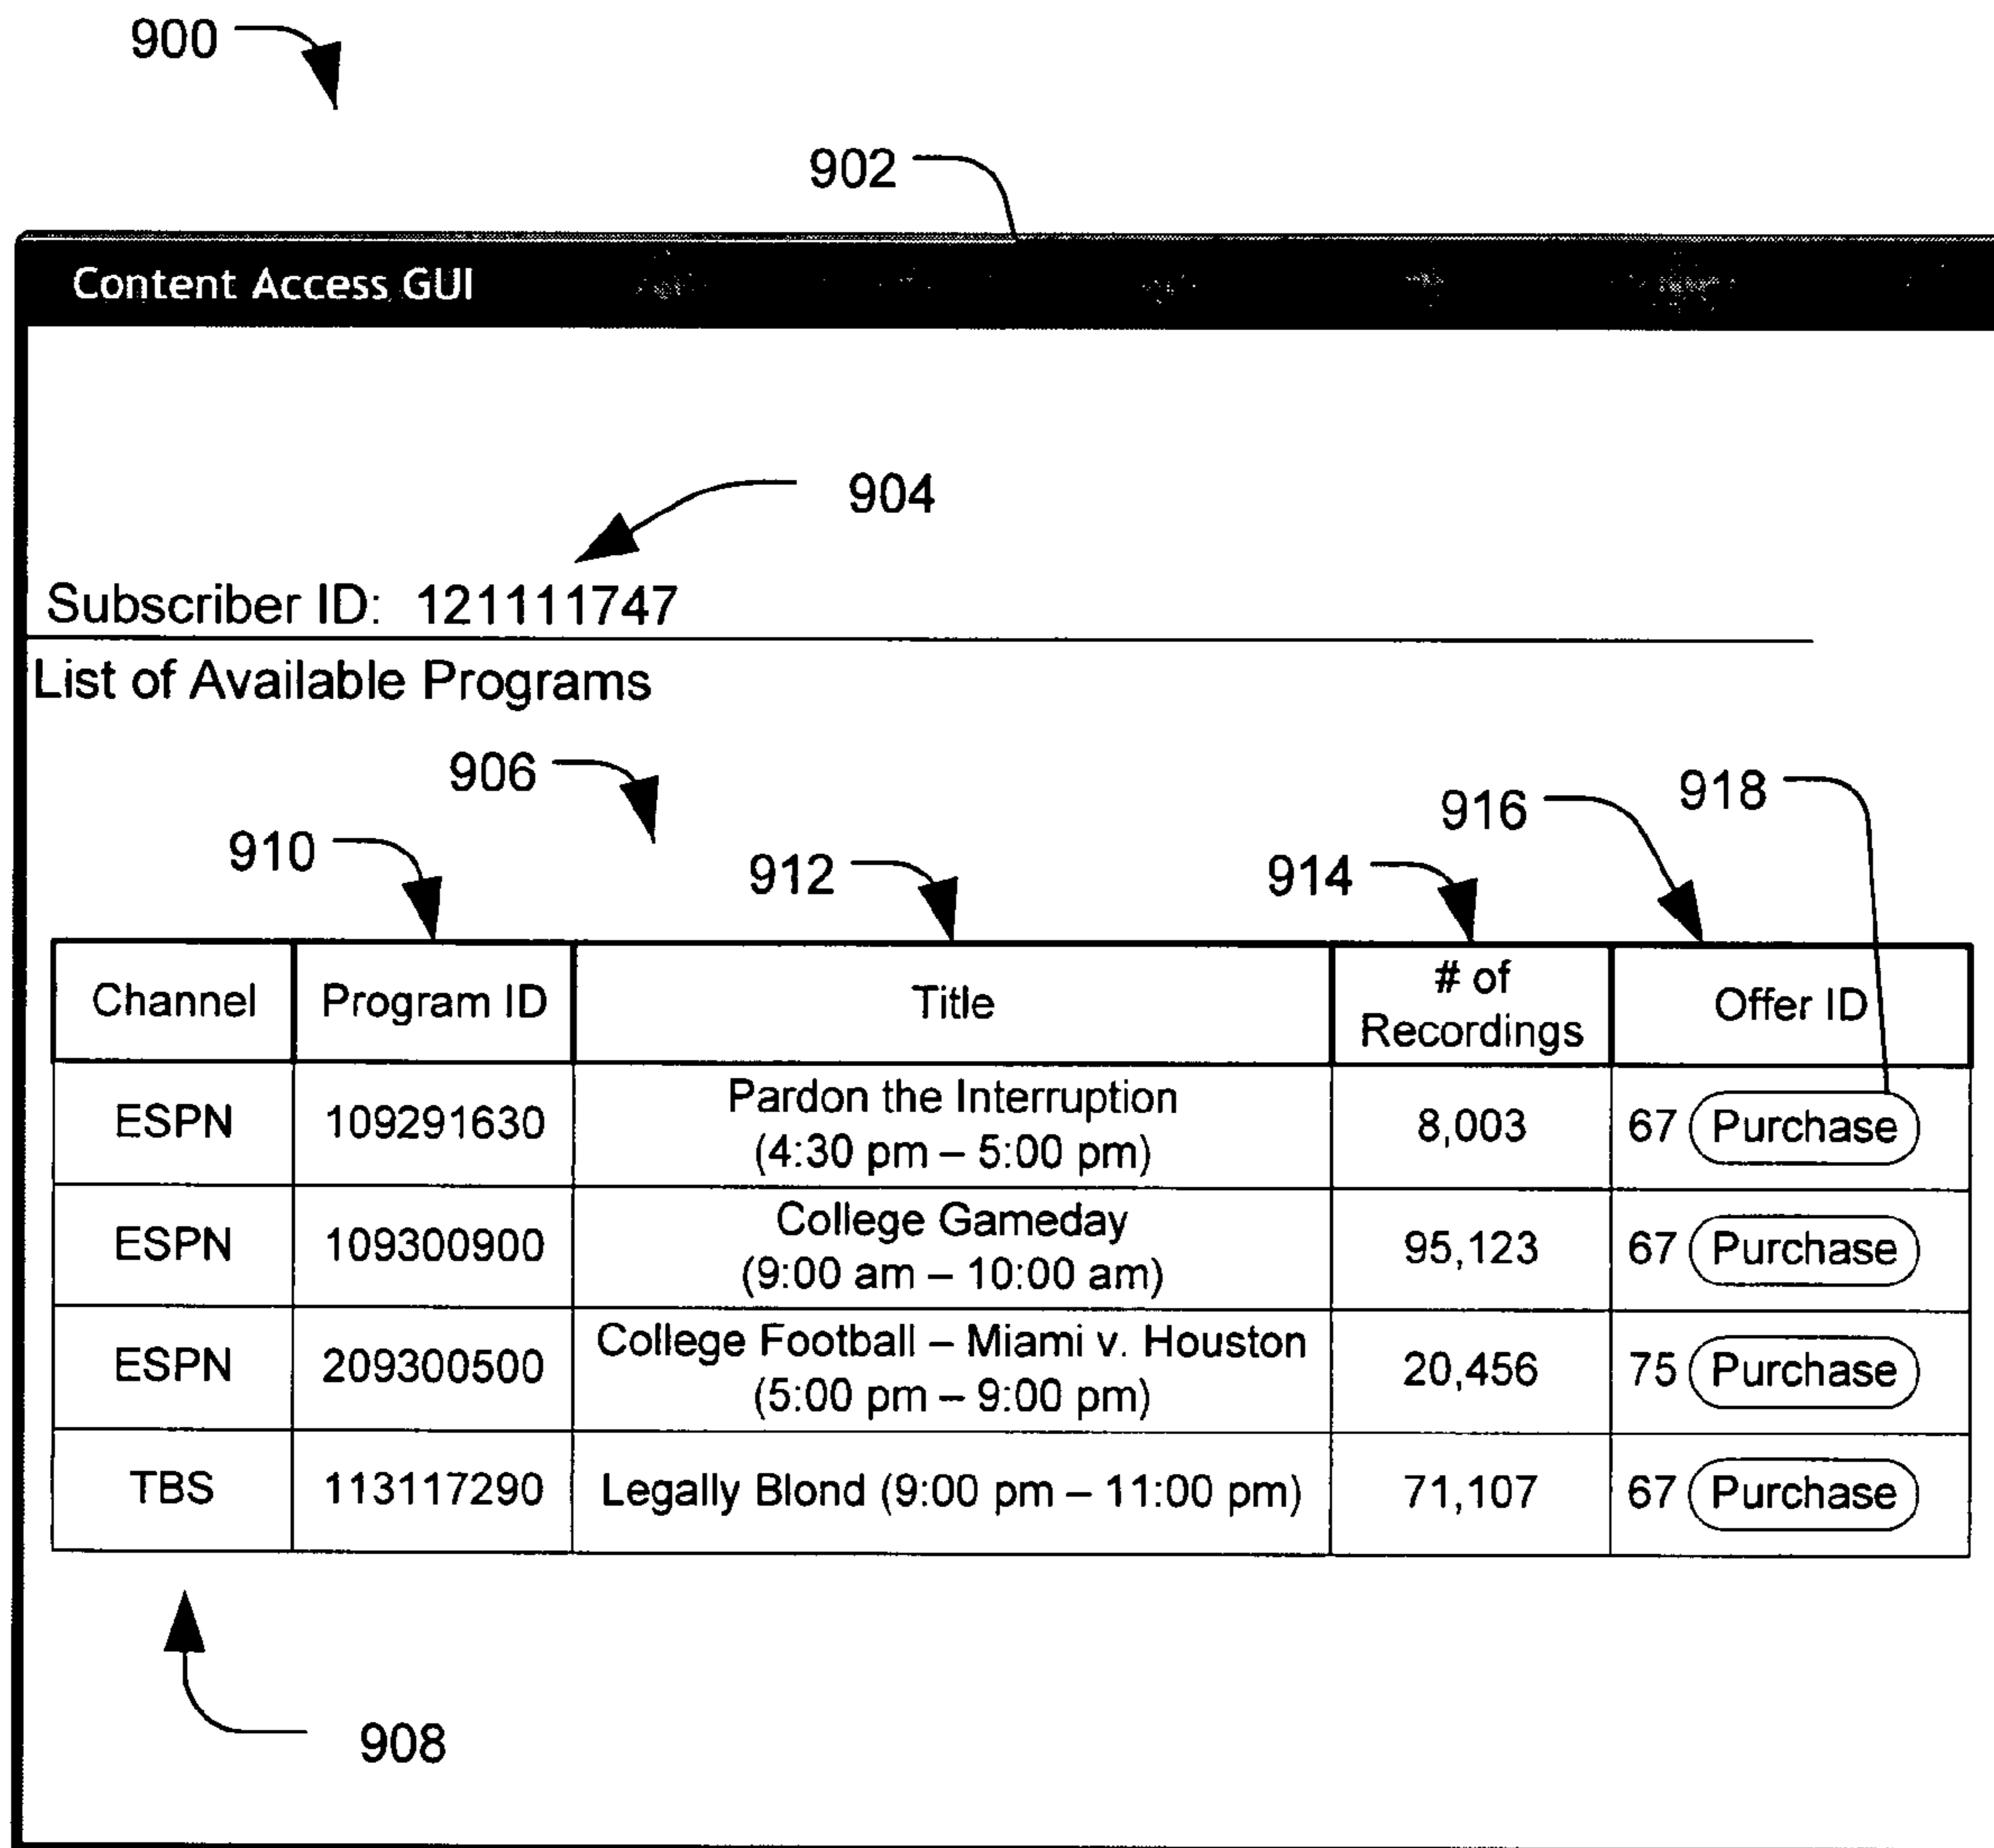 900
902
Content Access GUI
904
Subscriber ID: 121111747
List of Available Programs
906
918
916
910
912
914
Channel Program ID Title # of Recordings Offer ID
ESPN 109291630 Pardon the Interruption (4:30 pm – 5:00 pm) 8,003 67 Purchase
ESPN 109300900 College Gameday (9:00 am – 10:00 am) 95,123 67 Purchase
ESPN 209300500 College Football – Miami v. Houston (5:00 pm – 9:00 pm) 20,456 75 Purchase
TBS 113117290 Legally Blond (9:00 pm – 11:00 pm) 71,107 67 Purchase
908